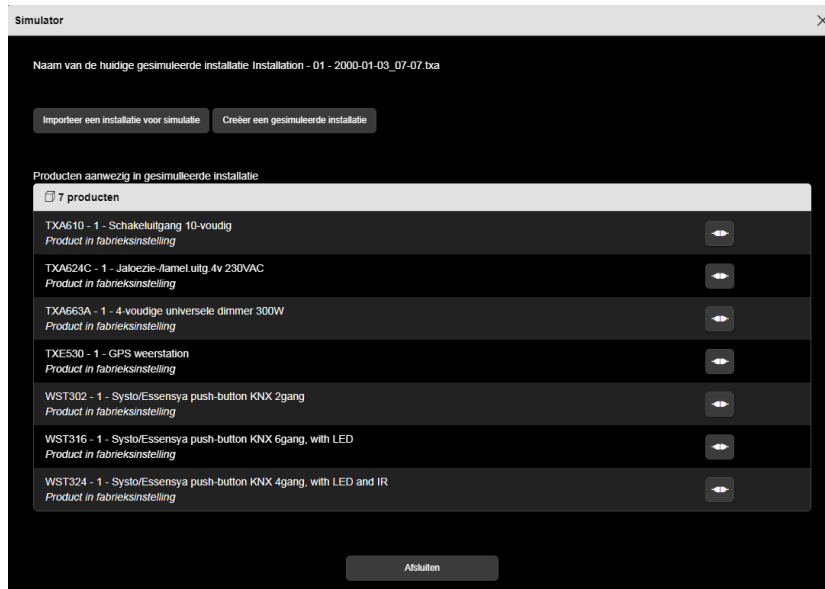 Simulator
Naam van de huidige gesimuleerde installatie Installation - 01 - 2000-01-03_07-07.txa
Importeer een installatie voor simulatie
Creëer een gesimuleerde installatie
Producten aanwezig in gesimulleerde installatie
7 producten
TXA610 - 1 - Schakeluitgang 10-voudig
Product in fabrieksinstelling
TXA624C - 1 - Jaloezie-/lamel.uitg.4v 230VAC
Product in fabrieksinstelling
TXA663A - 1 - 4-voudige universele dimmer 300W
Product in fabrieksinstelling
TXE530 - 1 - GPS weerstation
Product in fabrieksinstelling
WST302 - 1 - Systo/Essensya push-button KNX 2gang
Product in fabrieksinstelling
WST316 - 1 - Systo/Essensya push-button KNX 6gang, with LED
Product in fabrieksinstelling
WST324 - 1 - Systo/Essensya push-button KNX 4gang, with LED and IR
Product in fabrieksinstelling
Afsluiten